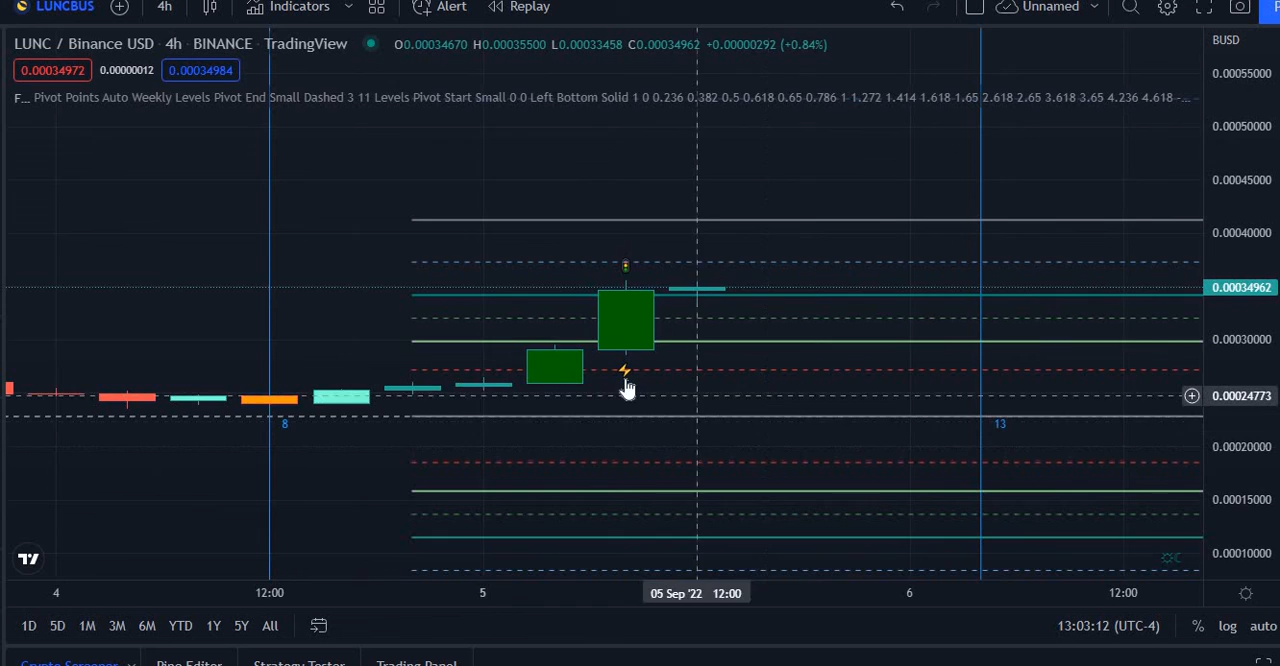 LUNCBUS 4h Indicators Alert Replay Unnamed
LUNC / Binance USD 4h BINANCE TradingView O0.00034670 H0.00035500 L0.00033458 C0.00034962 +0.00000292 (+0.84%)
BUSD
0.00034972 0.00000012 0.00034984
F... Pivot Points Auto Weekly Levels Pivot End Small Dashed 3 11 Levels Pivot Start Small 0 0 Left Bottom Solid 1 0 0.236 0.382 0.5 0.618 0.65 0.786 1 1.272 1.414 1.618 1.65 2.618 2.65 3.618 3.65 4.236 4.618 -...
0.00055000
0.00050000
0.00045000
0.00040000
0.00034962
0.00030000
0.00024773
0.00020000
0.00015000
0.00010000
8
13
4 12:00 5 05 Sep '22 12:00 6 12:00
1D 5D 1M 3M 6M YTD 1Y 5Y All 13:03:12 (UTC-4) % log auto
Crypto Screener Pine Editor Strategy Tester Trading Panel